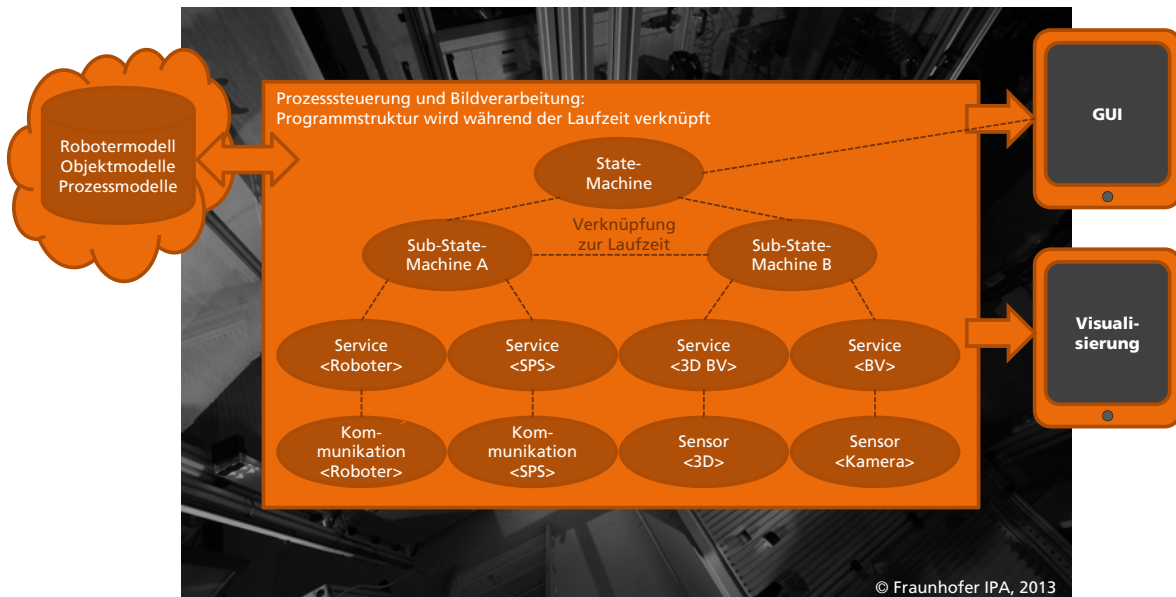 Prozesssteuerung und Bildverarbeitung:
Programmstruktur wird während der Laufzeit verknüpft
Robotermodell
Objektmodelle
Prozessmodelle
GUI
State-
Machine
Verknüpfung
zur Laufzeit
Sub-State-
Machine A
Sub-State-
Machine B
Visuali-
sierung
Service
<Roboter>
Service
<SPS>
Service
<3D BV>
Service
<BV>
Kom-
munikation
<Roboter>
Kom-
munikation
<SPS>
Sensor
<3D>
Sensor
<Kamera>
© Fraunhofer IPA, 2013